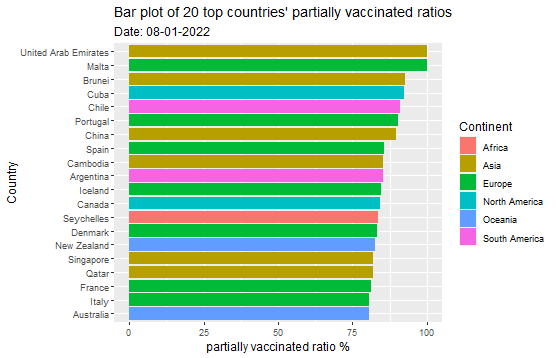 Bar plot of 20 top countries' partially vaccinated ratios
Date: 08-01-2022
Country
United Arab Emirates
Malta
Brunei
Cuba
Chile
Portugal
China
Spain
Cambodia
Argentina
Iceland
Canada
Seychelles
Denmark
New Zealand
Singapore
Qatar
France
Italy
Australia
0 25 50 75 100
partially vaccinated ratio %
Continent
Africa
Asia
Europe
North America
Oceania
South America